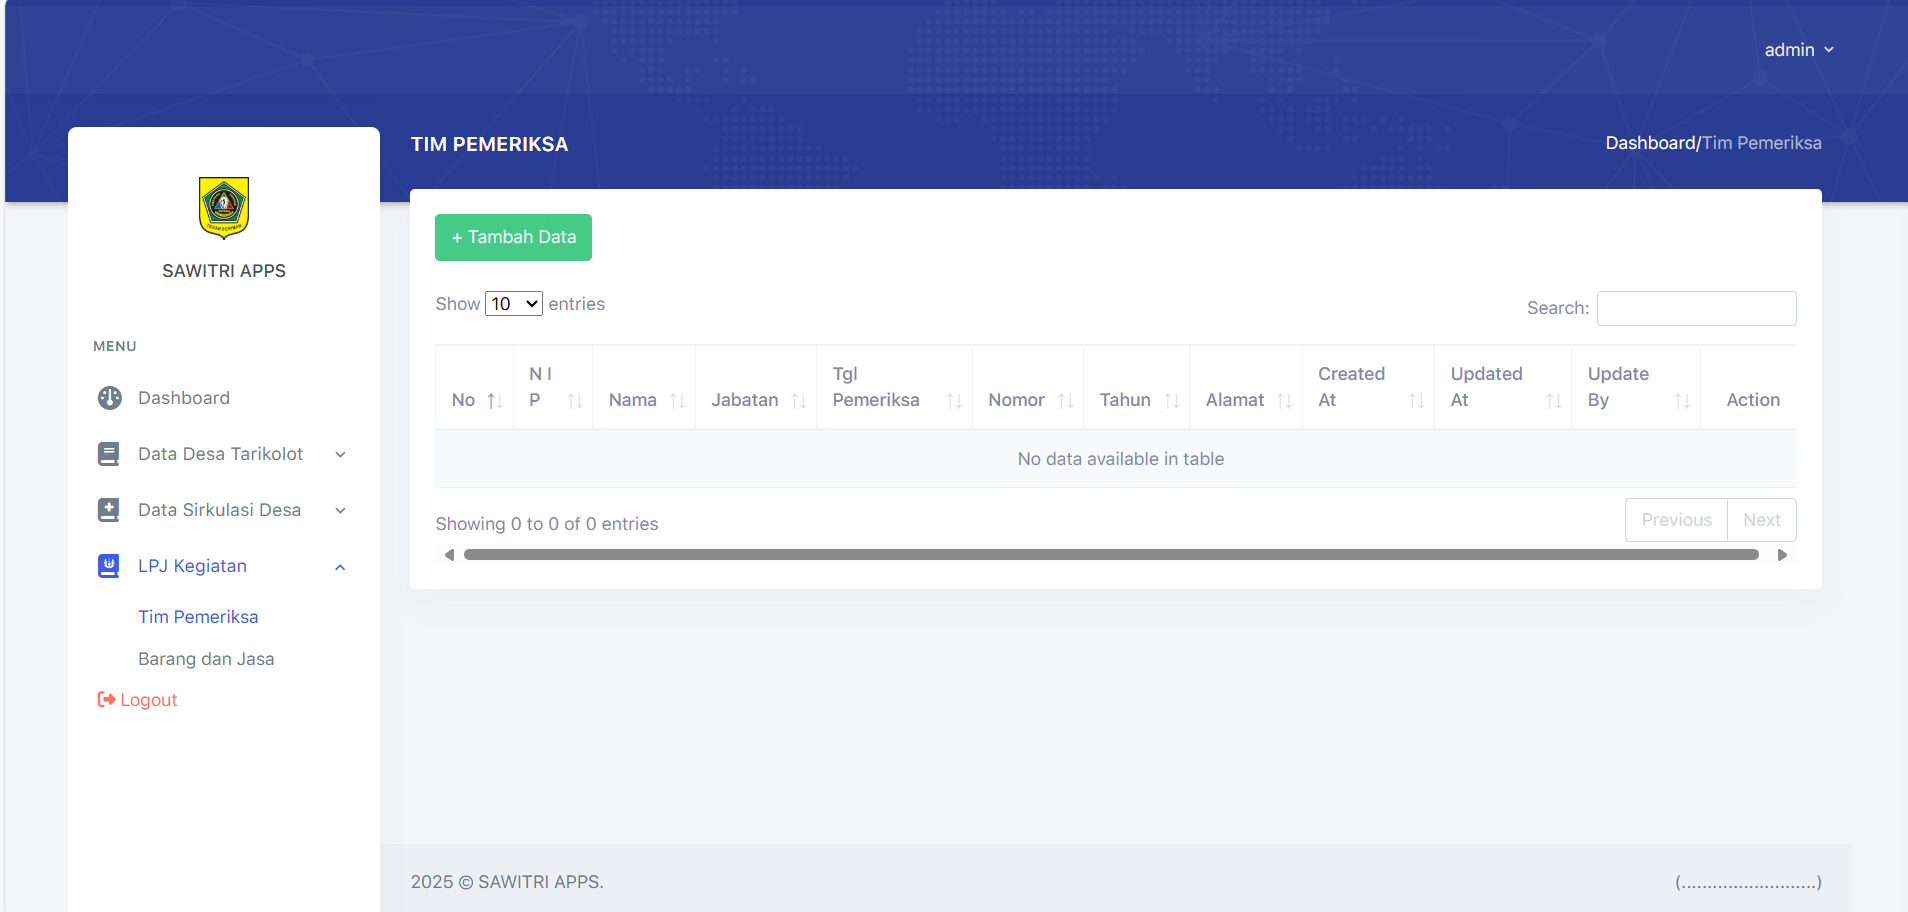 admin
TIM PEMERIKSA
Dashboard/Tim Pemeriksa
SAWITRI APPS
MENU
Dashboard
Data Desa Tarikolot
Data Sirkulasi Desa
LPJ Kegiatan
Tim Pemeriksa
Barang dan Jasa
Logout
+ Tambah Data
Show 10 entries
Search:
No
N I P
Nama
Jabatan
Tgl Pemeriksa
Nomor
Tahun
Alamat
Created At
Updated At
Update By
Action
No data available in table
Showing 0 to 0 of 0 entries
Previous
Next
2025 © SAWITRI APPS.
(..........................)